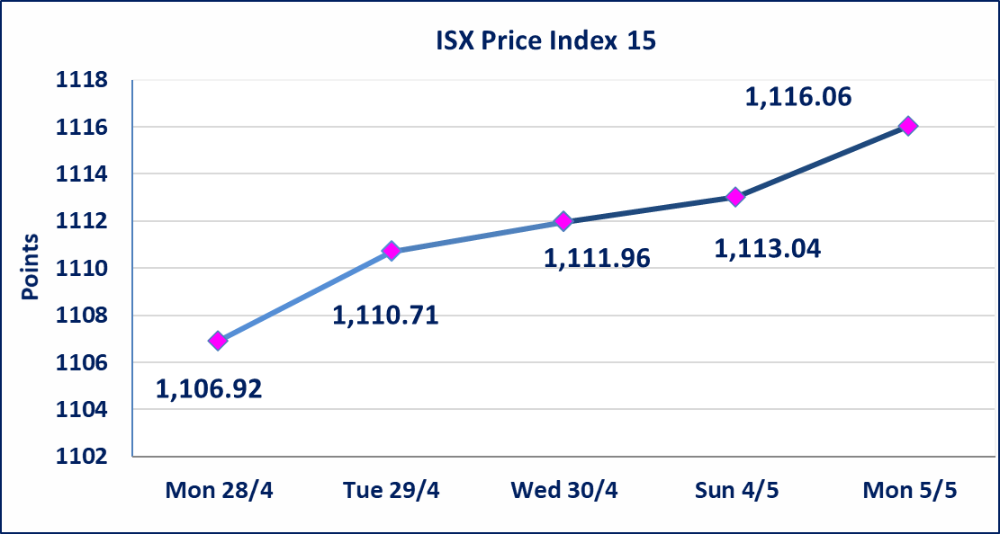 ISX Price Index 15
Points
1118
1116
1114
1112
1110
1108
1106
1104
1102
1,106.92
1,110.71
1,111.96
1,113.04
1,116.06
Mon 28/4
Tue 29/4
Wed 30/4
Sun 4/5
Mon 5/5